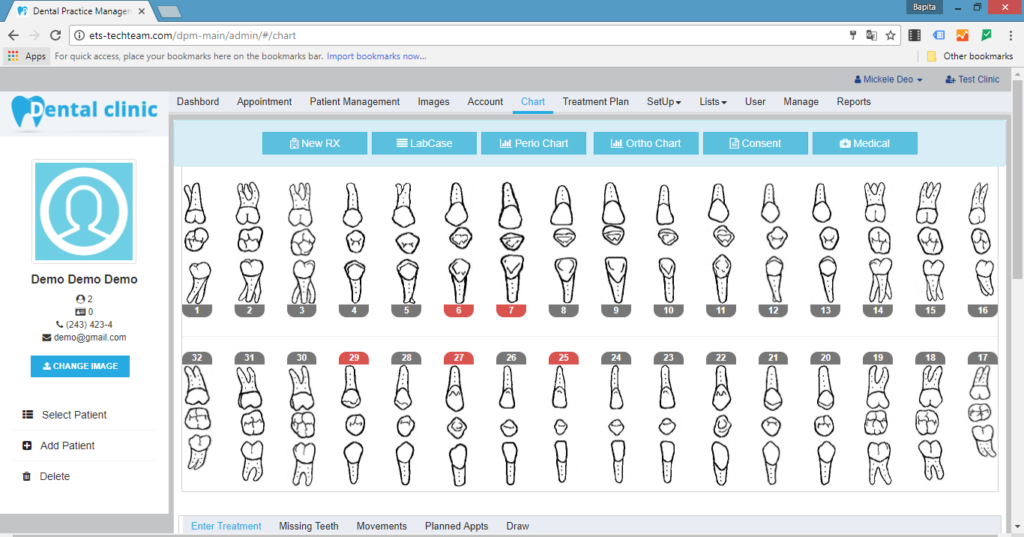 Bapita
Dental Practice Managem
ets-techteam.com/dpm-main/admin/#/chart
Apps For quick access, place your bookmarks here on the bookmarks bar. Import bookmarks now... Other bookmarks
Mickele Deo Test Clinic
Dental clinic
Dashbord Appointment Patient Management Images Account Chart Treatment Plan SetUp Lists User Manage Reports
New RX LabCase Perio Chart Ortho Chart Consent Medical
Demo Demo Demo
2
0
(243) 423-4
demo@gmail.com
CHANGE IMAGE
Select Patient
Add Patient
Delete
1 2 3 4 5 6 7 8 9 10 11 12 13 14 15 16
32 31 30 29 28 27 26 25 24 23 22 21 20 19 18 17
Enter Treatment Missing Teeth Movements Planned Appts Draw